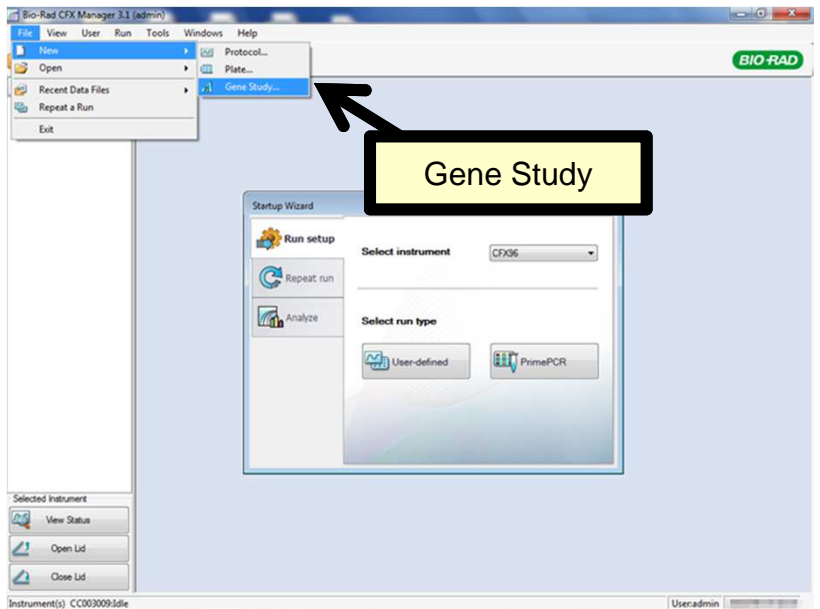 Bio-Rad CFX Manager 3.1 (admin)
File View User Run Tools Windows Help
New
Open
Recent Data Files
Repeat a Run
Exit
Protocol...
Plate...
Gene Study...
BIO-RAD
Gene Study
Startup Wizard
Run setup
Repeat run
Analyze
Select instrument
CFX96
Select run type
User-defined
PrimePCR
Selected Instrument
View Status
Open Lid
Close Lid
Instrument(s) CC003009:Idle
User:admin